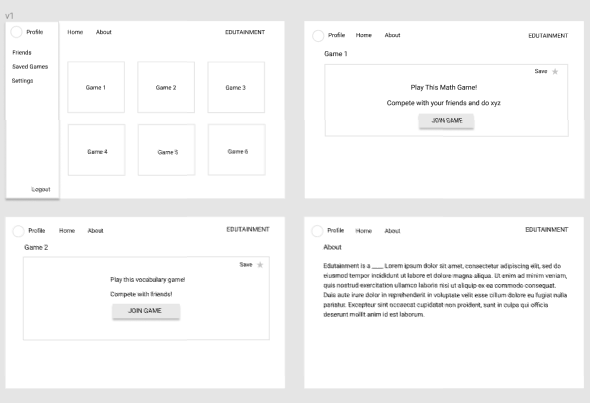 v1
Profile Home About EDUTAINMENT
Friends
Saved Games
Settings
Game 1 Game 2 Game 3
Game 4 Game 5 Game 6
Logout
Profile Home About EDUTAINMENT
Game 1
Save
Play This Math Game!
Compete with your friends and do xyz
JOIN GAME
Profile Home About EDUTAINMENT
Game 2
Save
Play this vocabulary game!
Compete with friends!
JOIN GAME
Profile Home About EDUTAINMENT
About
Edutainment is a ___ Lorem ipsum dolor sit amet, consectetur adipiscing elit, sed do
eiusmod tempor incididunt ut labore et dolore magna aliqua. Ut enim ad minim veniam,
quis nostrud exercitation ullamco laboris nisi ut aliquip ex ea commodo consequat.
Duis aute irure dolor in reprehenderit in voluptate velit esse cillum dolore eu fugiat nulla
pariatur. Excepteur sint occaecat cupidatat non proident, sunt in culpa qui officia
deserunt mollit anim id est laborum.